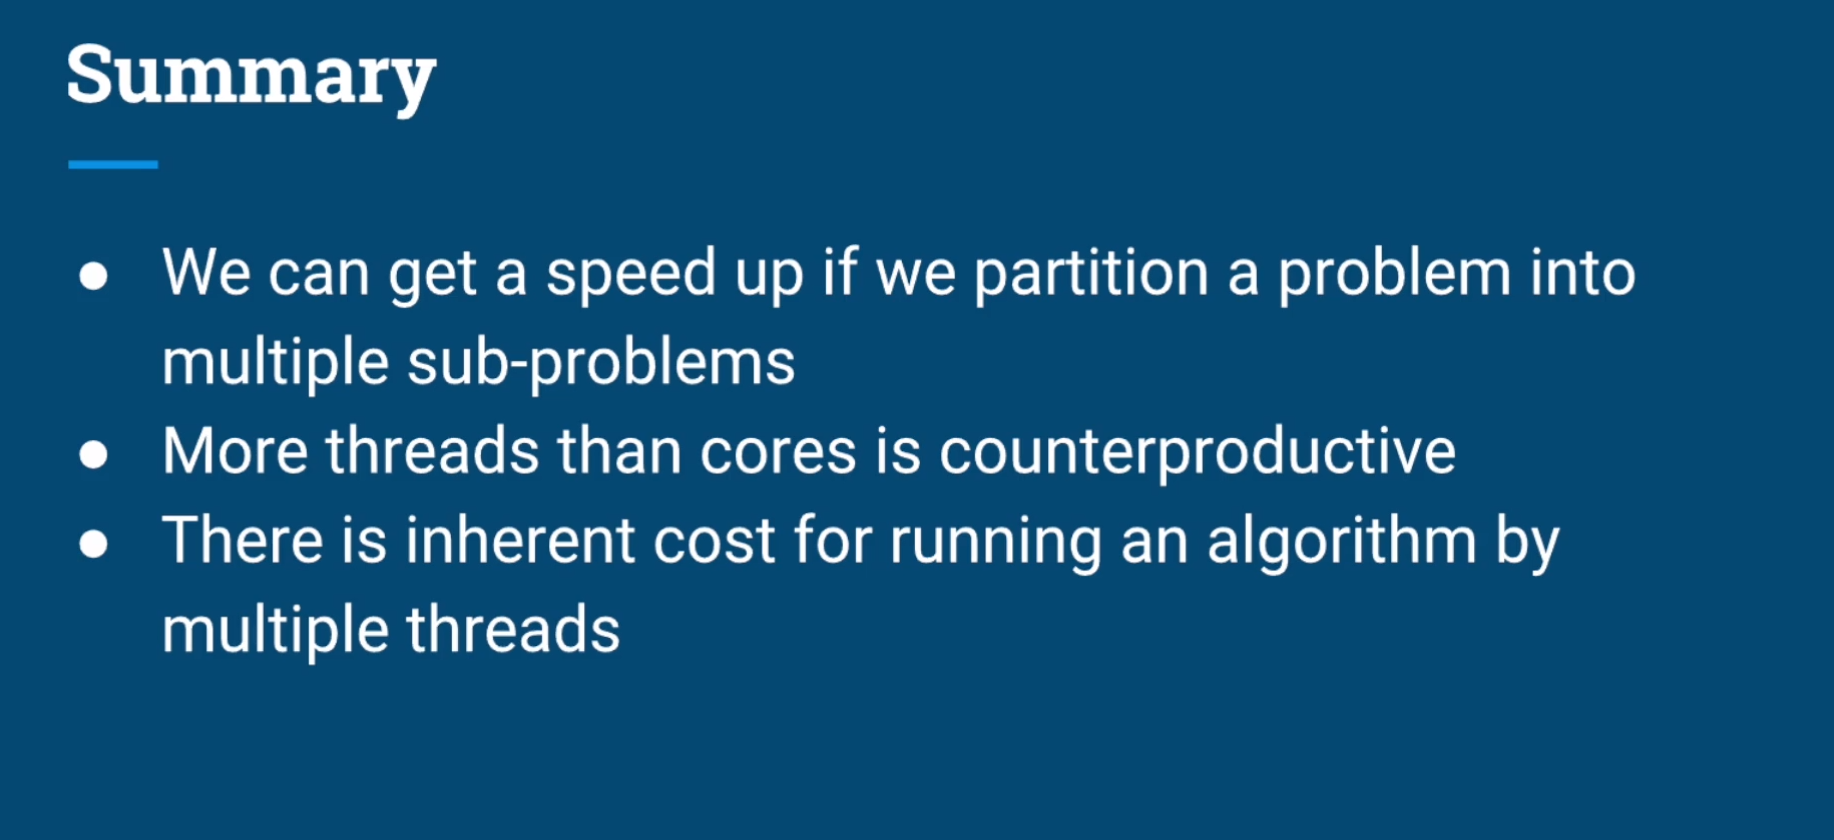 Summary
● We can get a speed up if we partition a problem into
multiple sub-problems
● More threads than cores is counterproductive
● There is inherent cost for running an algorithm by
multiple threads